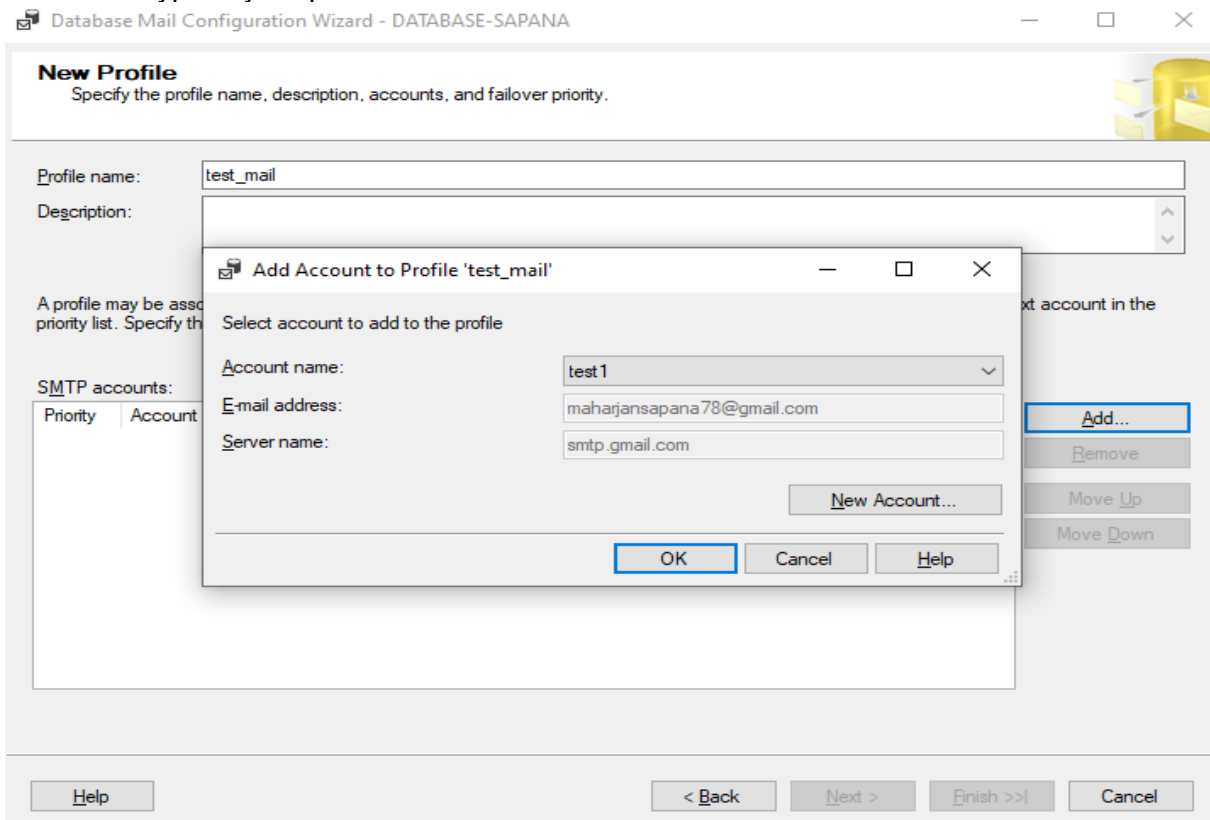 Database Mail Configuration Wizard - DATABASE-SAPANA
New Profile
Specify the profile name, description, accounts, and failover priority.
Profile name: test_mail
Description:
Add Account to Profile 'test_mail'
A profile may be xt account in the
priority list. Specify
Select account to add to the profile
Account name: test1
SMTP accounts:
E-mail address: maharjansapana78@gmail.com
Priority Account Add...
Server name: smtp.gmail.com
Remove
New Account... Move Up
Move Down
OK Cancel Help
Help < Back Next > Finish >>| Cancel